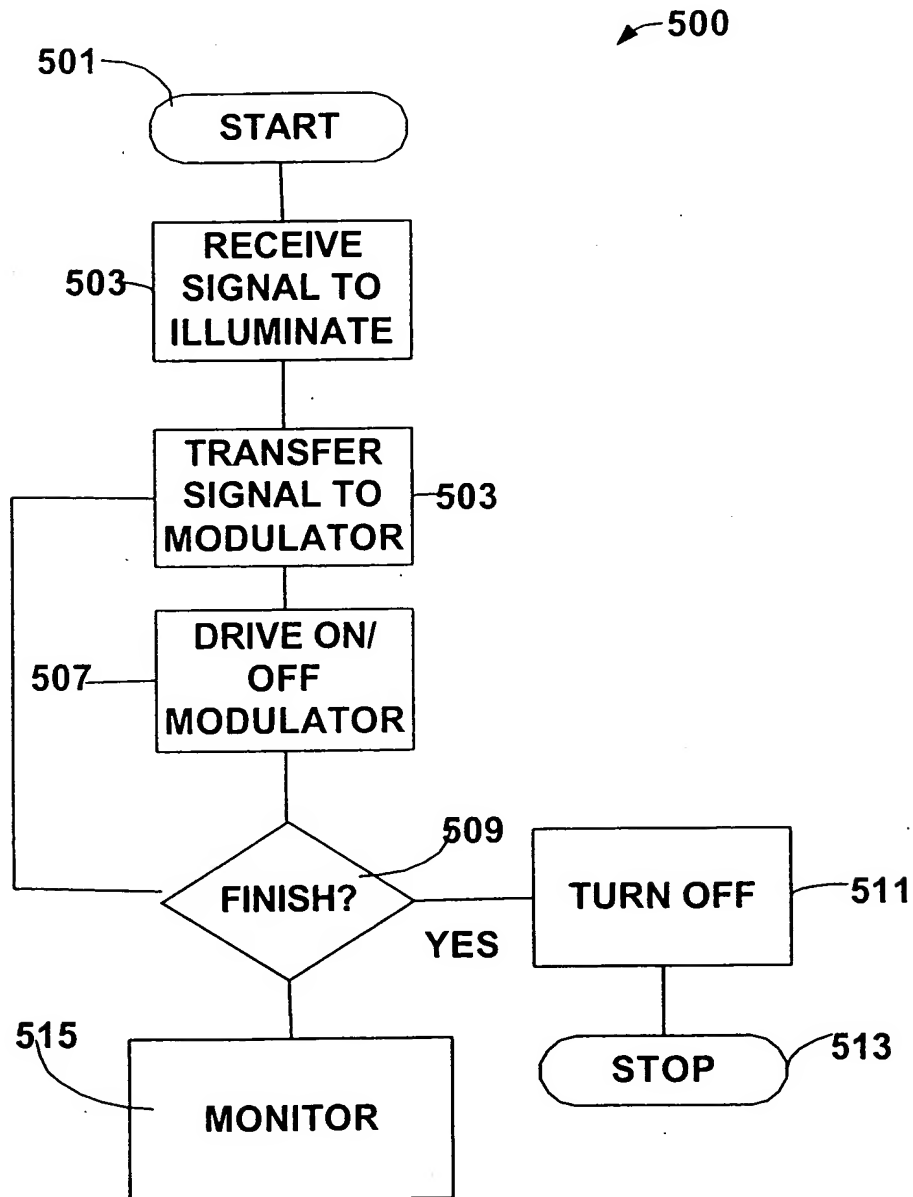 500
501
START
503
RECEIVE
SIGNAL TO
ILLUMINATE
TRANSFER
SIGNAL TO
MODULATOR
503
507
DRIVE ON/
OFF
MODULATOR
509
FINISH?
YES
TURN OFF
511
515
MONITOR
STOP
513